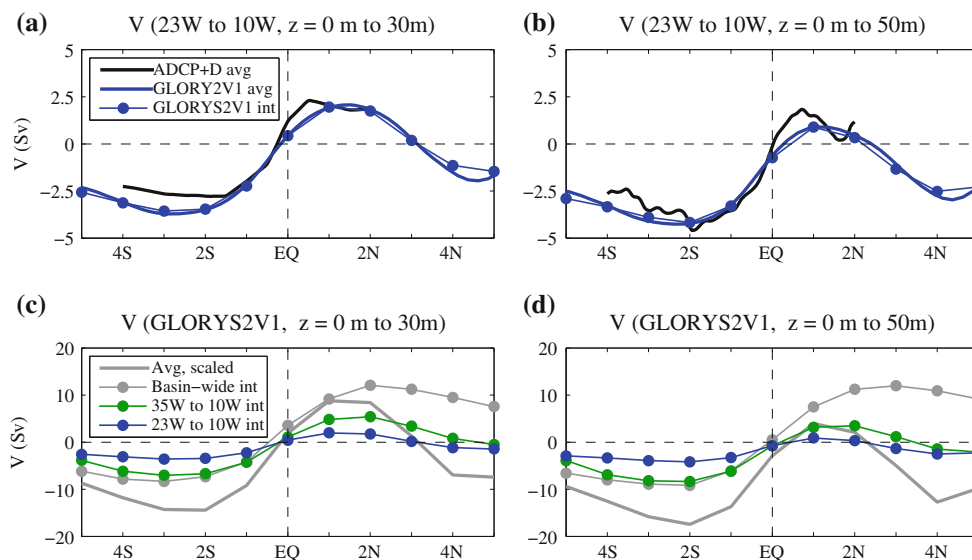 (a) V (23W to 10W, z = 0 m to 30m)
5
2.5
0
−2.5
−5
V (Sv)
ADCP+D avg
GLORY2V1 avg
GLORYS2V1 int
4S 2S EQ 2N 4N
(b) V (23W to 10W, z = 0 m to 50m)
5
2.5
0
−2.5
−5
4S 2S EQ 2N 4N
(c) V (GLORYS2V1, z = 0 m to 30m)
20
10
0
−10
−20
V (Sv)
Avg, scaled
Basin−wide int
35W to 10W int
23W to 10W int
4S 2S EQ 2N 4N
(d) V (GLORYS2V1, z = 0 m to 50m)
20
10
0
−10
−20
4S 2S EQ 2N 4N